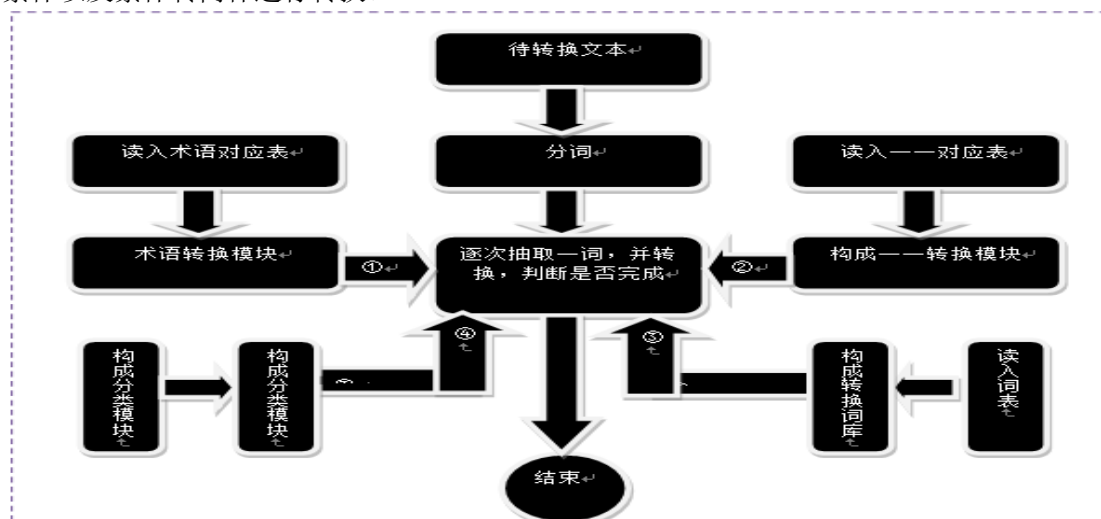 待转换文本
读入术语对应表
分词
读入一一对应表
术语转换模块
①
逐次抽取一词，并转
换，判断是否完成
②
构成一一转换模块
④
③
构成分类模块
构成分类模块
构成转换词库
读入词表
结束